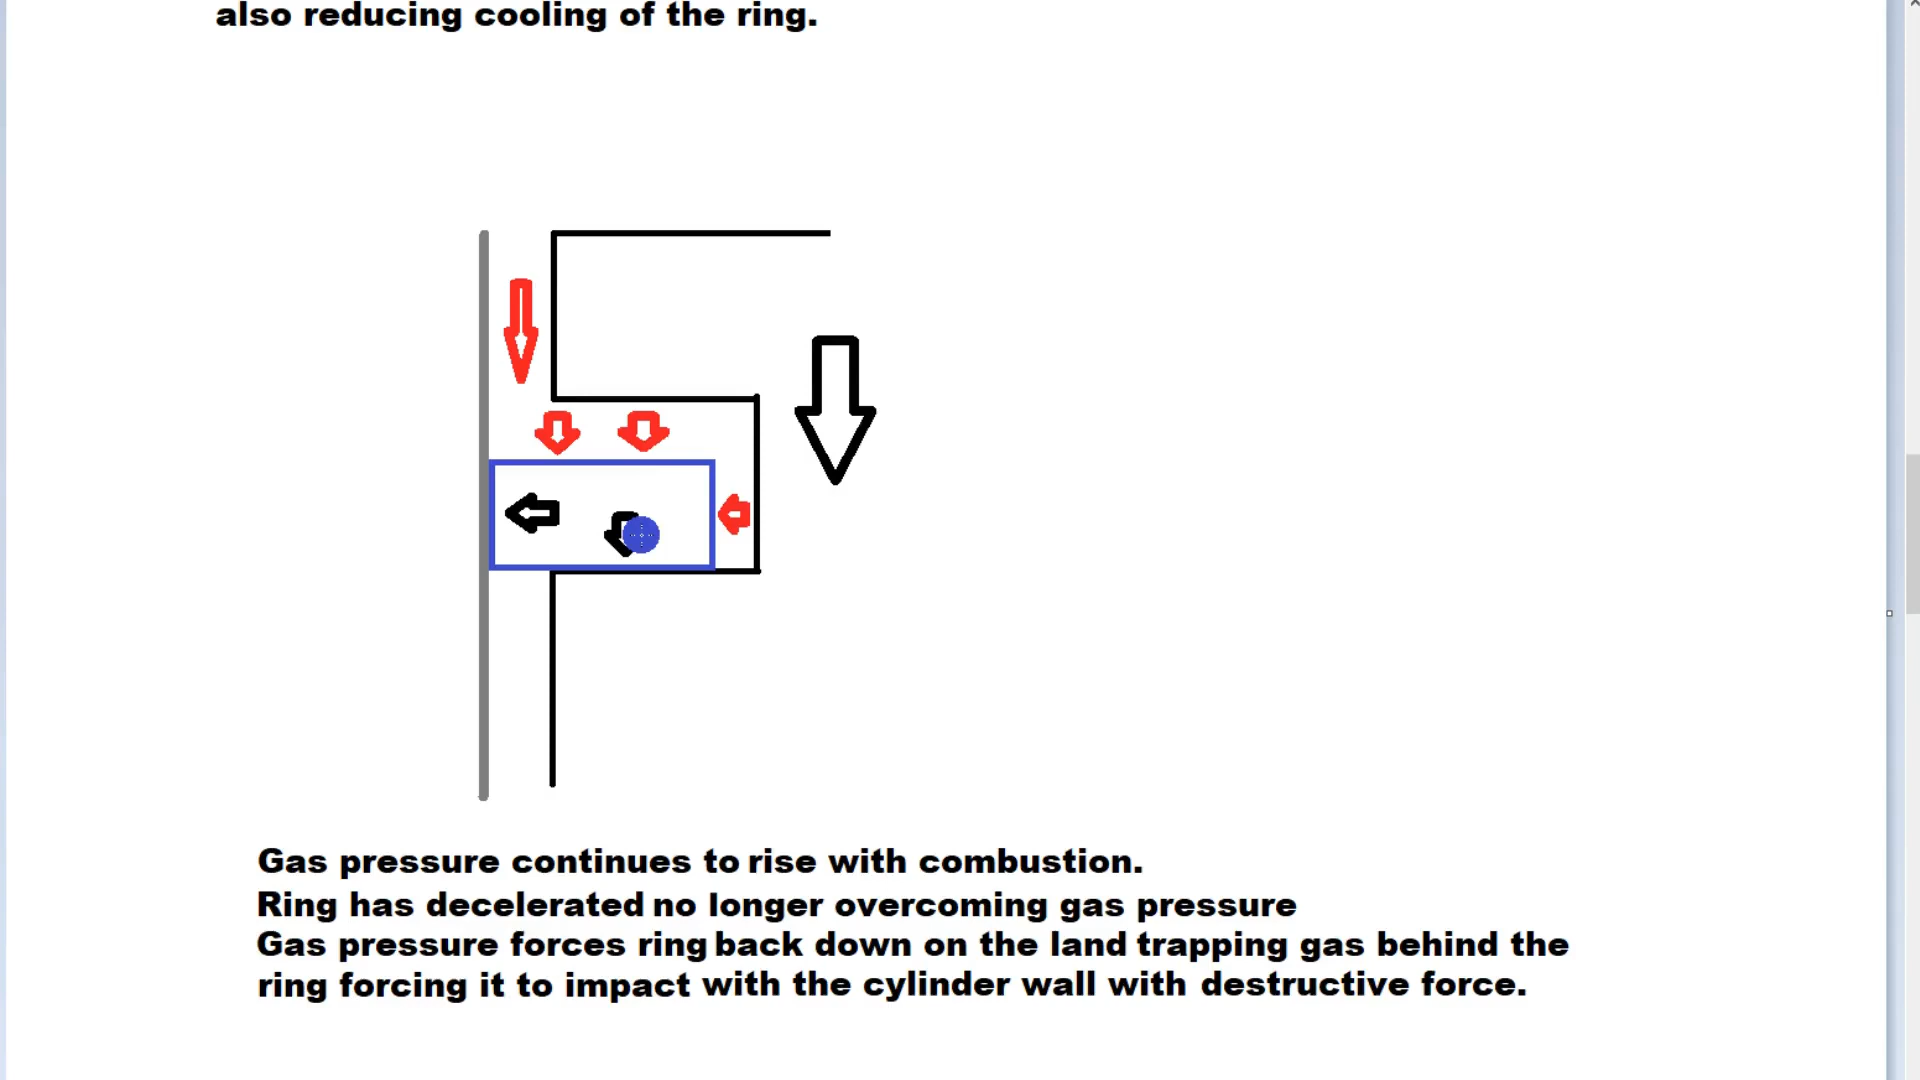 also reducing cooling of the ring.
Gas pressure continues to rise with combustion.
Ring has decelerated no longer overcoming gas pressure
Gas pressure forces ring back down on the land trapping gas behind the
ring forcing it to impact with the cylinder wall with destructive force.